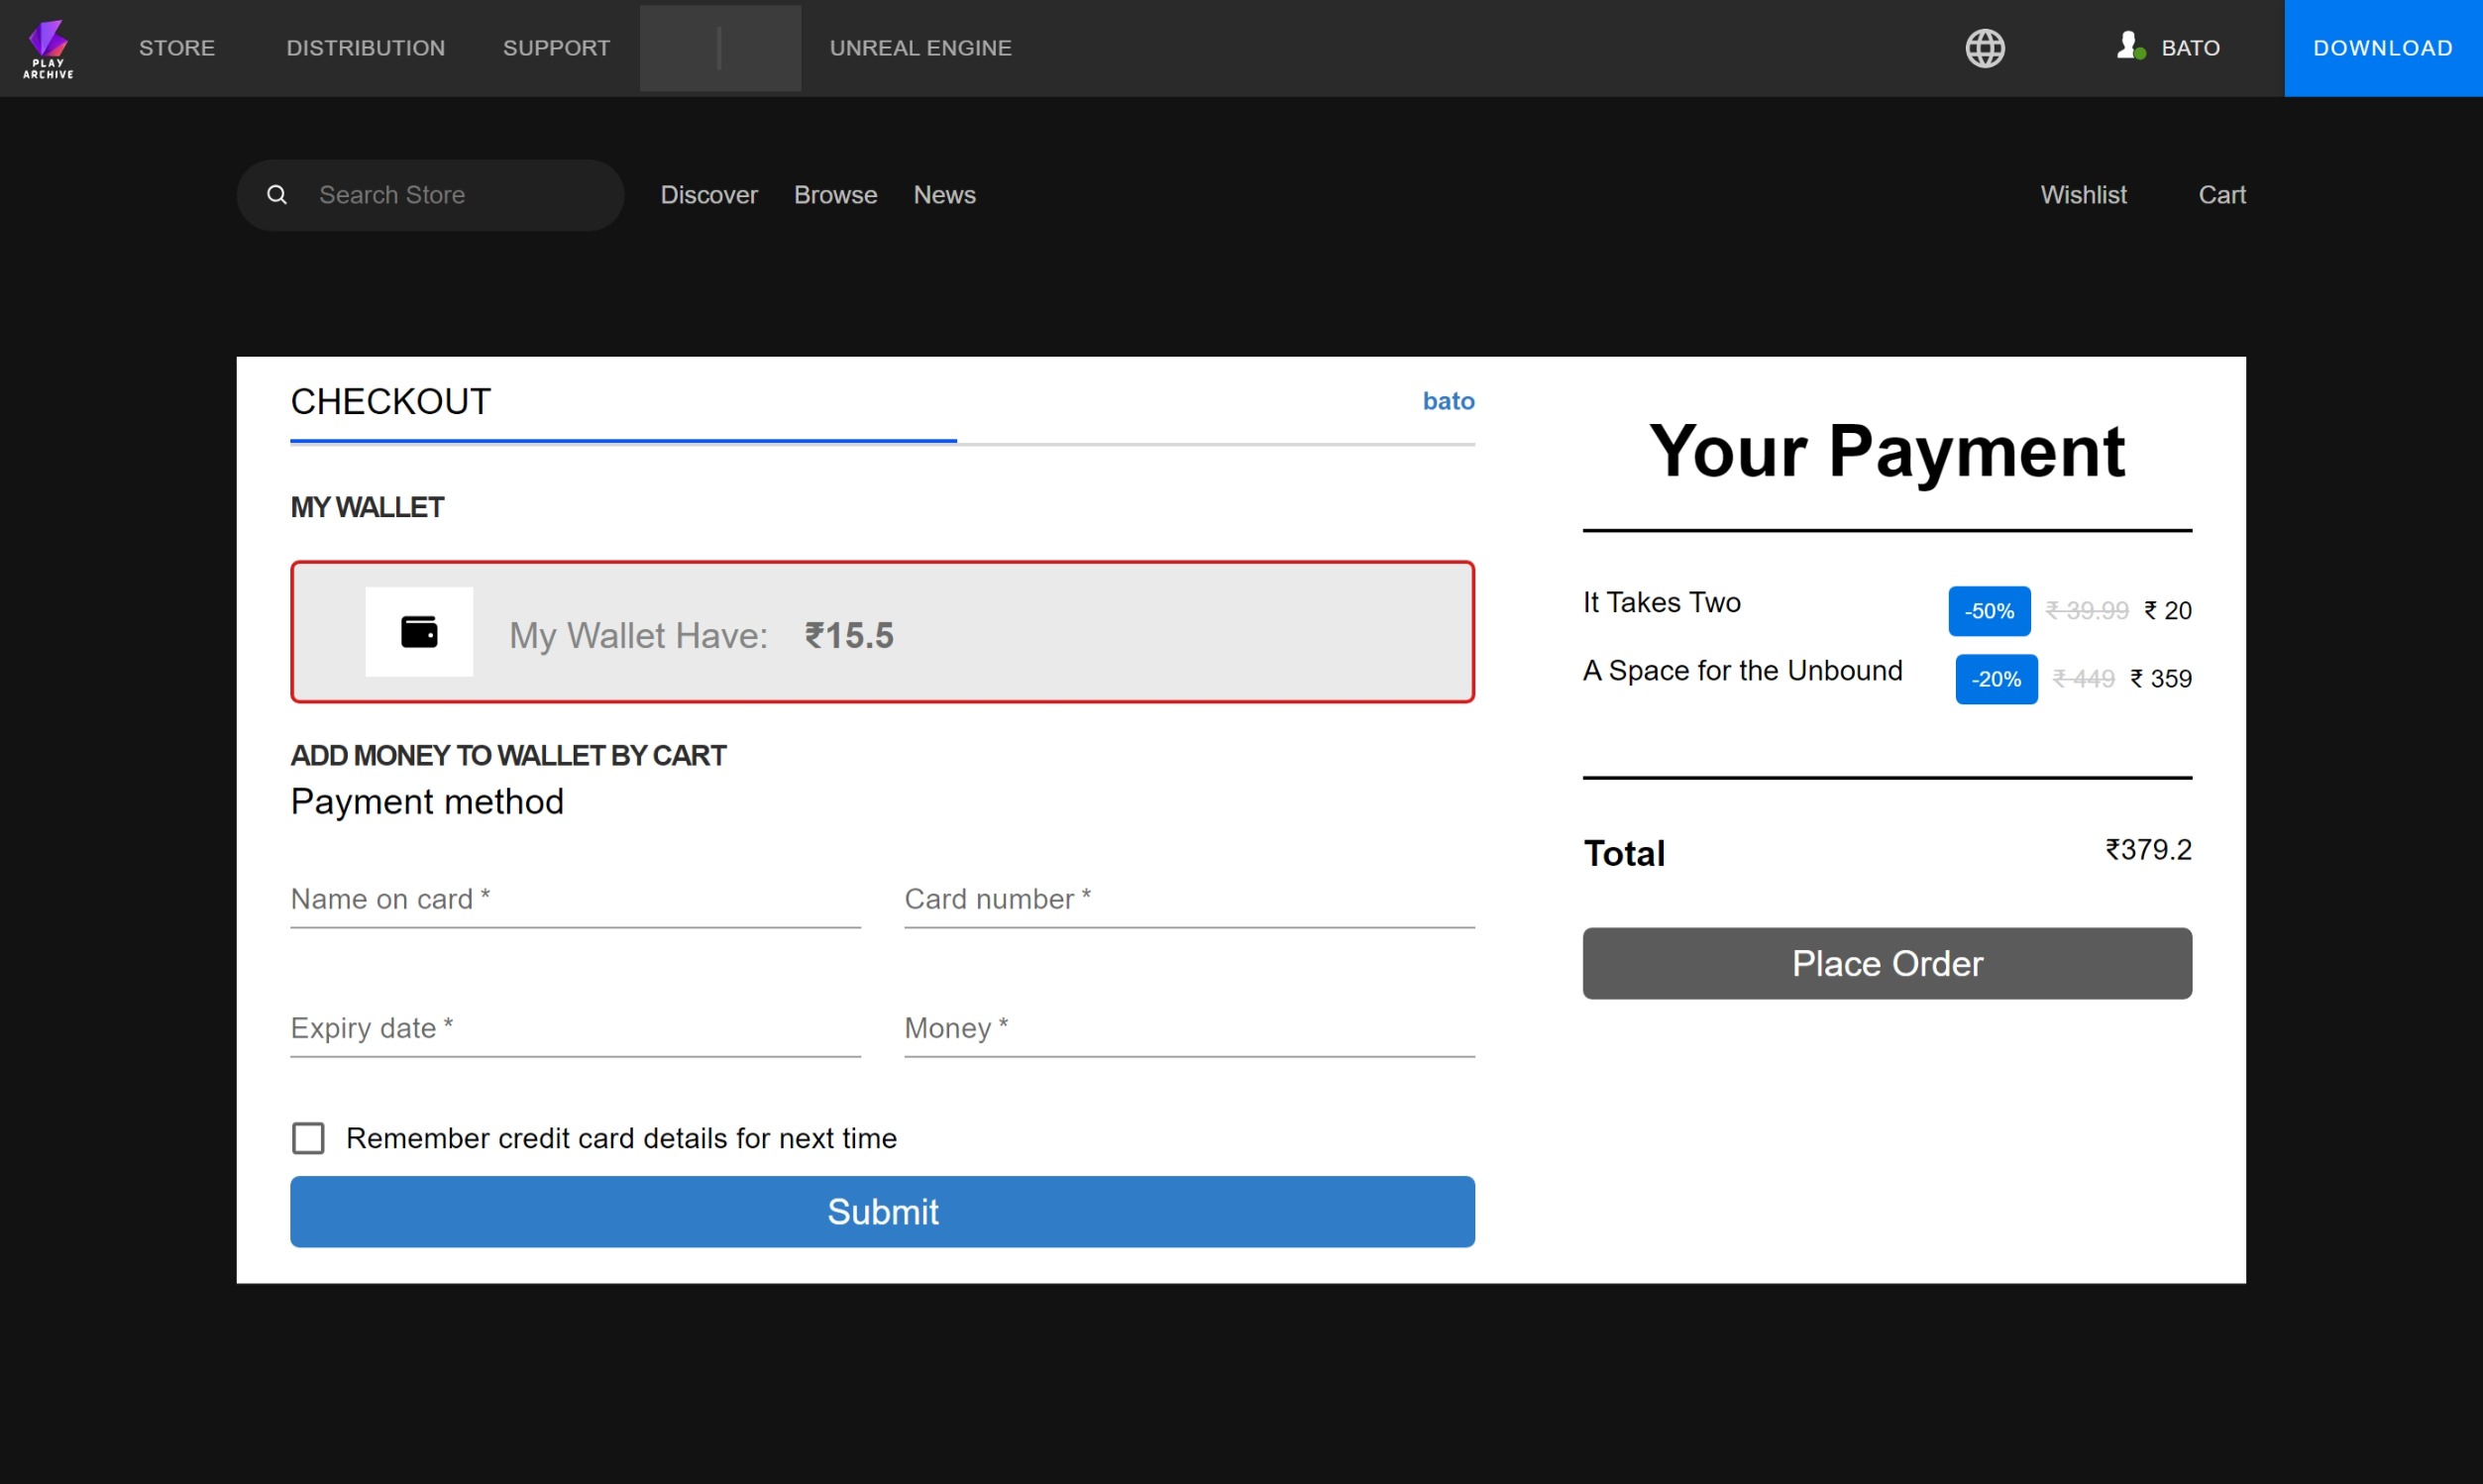 PLAY
ARCHIVE
STORE
DISTRIBUTION
SUPPORT
UNREAL ENGINE
BATO
DOWNLOAD
Search Store
Discover
Browse
News
Wishlist
Cart
CHECKOUT
bato
MY WALLET
My Wallet Have: ₹15.5
ADD MONEY TO WALLET BY CART
Payment method
Name on card *
Card number *
Expiry date *
Money *
Remember credit card details for next time
Submit
Your Payment
It Takes Two -50% ₹ 39.99 ₹ 20
A Space for the Unbound -20% ₹ 449 ₹ 359
Total ₹379.2
Place Order